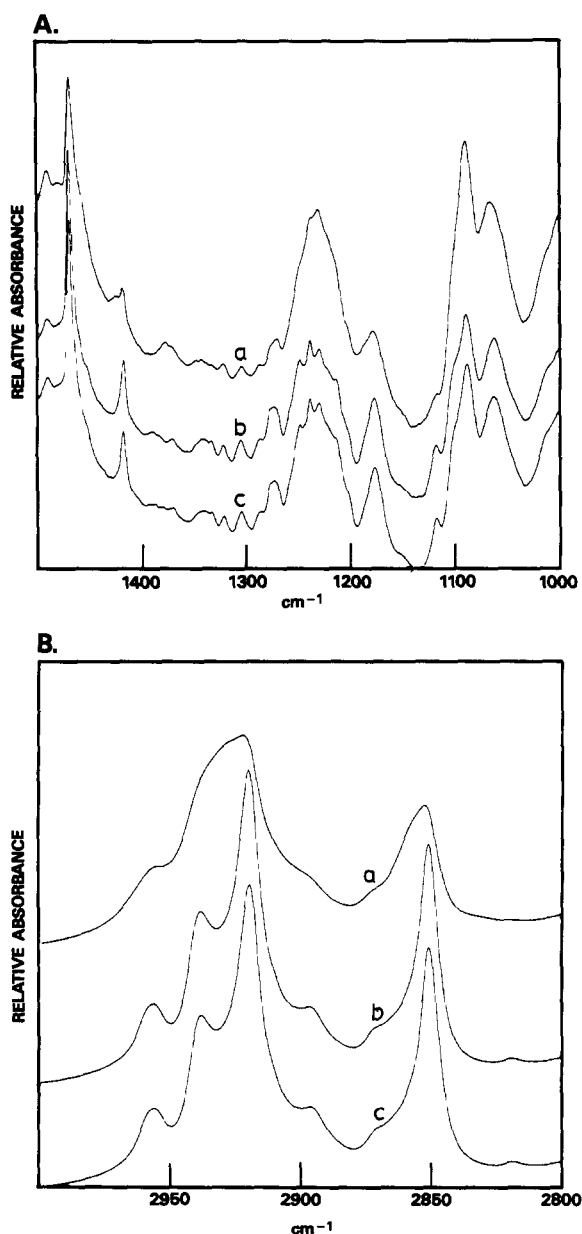 A.
RELATIVE ABSORBANCE
a
b
c
1400 1300 1200 1100 1000
cm-1
B.
RELATIVE ABSORBANCE
a
b
c
2950 2900 2850 2800
cm-1